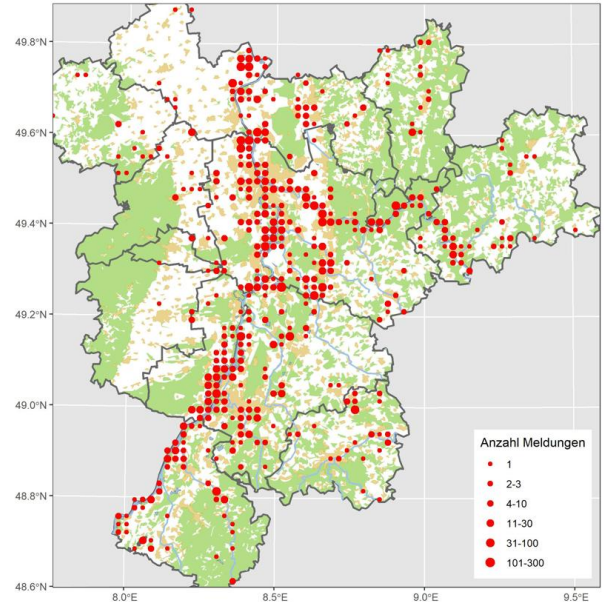 49.8°N
49.6°N
49.4°N
49.2°N
49.0°N
48.8°N
48.6°N
Anzahl Meldungen
1
2-3
4-10
11-30
31-100
101-300
8.0°E
8.5°E
9.0°E
9.5°E